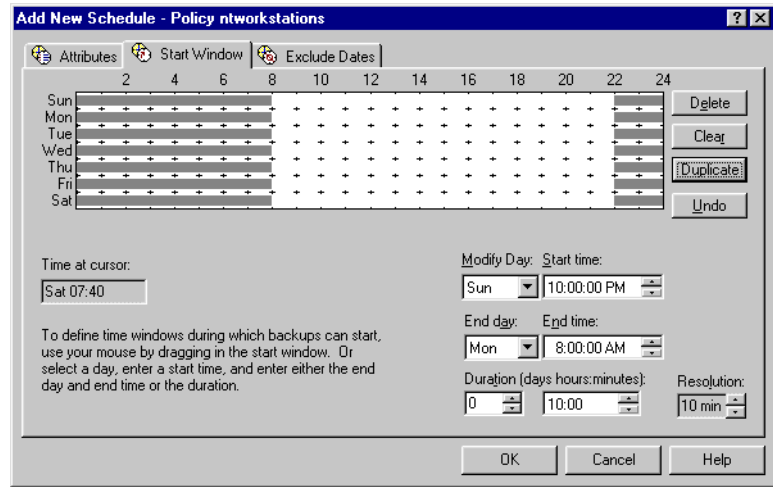 Add New Schedule - Policy ntworkstations
Attributes Start Window Exclude Dates
2 4 6 8 10 12 14 16 18 20 22 24
Sun
Mon
Tue
Wed
Thu
Fri
Sat
Delete
Clear
Duplicate
Undo
Time at cursor:
Sat 07:40
To define time windows during which backups can start,
use your mouse by dragging in the start window. Or
select a day, enter a start time, and enter either the end
day and end time or the duration.
Modify Day: Start time:
Sun 10:00:00 PM
End day: End time:
Mon 8:00:00 AM
Duration (days hours:minutes): Resolution:
0 10:00 10 min
OK Cancel Help